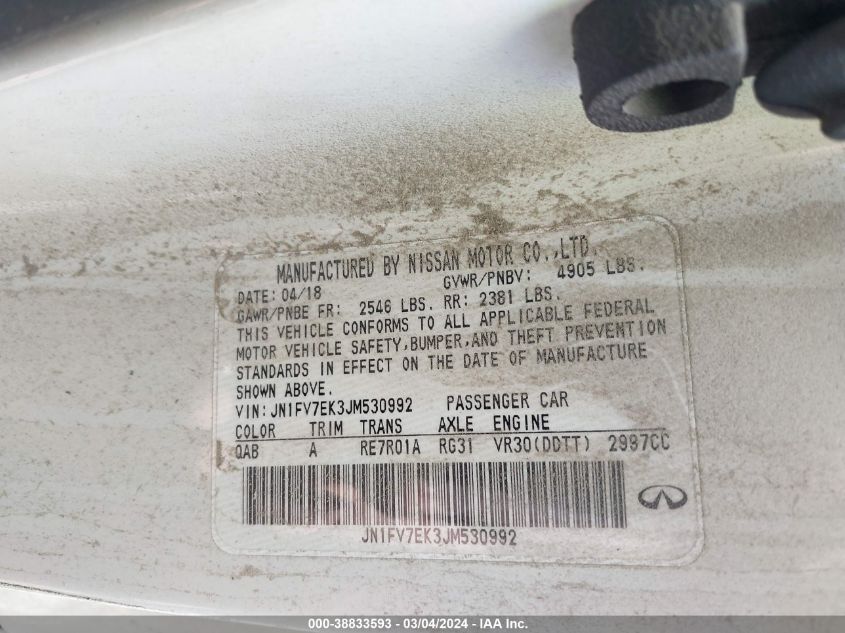 MANUFACTURED BY NISSAN MOTOR CO.,LTD.
DATE: 04/18 GVWR/PNBV: 4905 LBS.
GAWR/PNBE FR: 2546 LBS. RR: 2381 LBS.
THIS VEHICLE CONFORMS TO ALL APPLICABLE FEDERAL
MOTOR VEHICLE SAFETY,BUMPER,AND THEFT PREVENTION
STANDARDS IN EFFECT ON THE DATE OF MANUFACTURE
SHOWN ABOVE.
VIN:JN1FV7EK3JM530992 PASSENGER CAR
COLOR TRIM TRANS AXLE ENGINE
QAB A RE7R01A RG31 VR30(DDTT) 2997CC
JN1FV7EK3JM530992
000-38833593 - 03/04/2024 - IAA Inc.